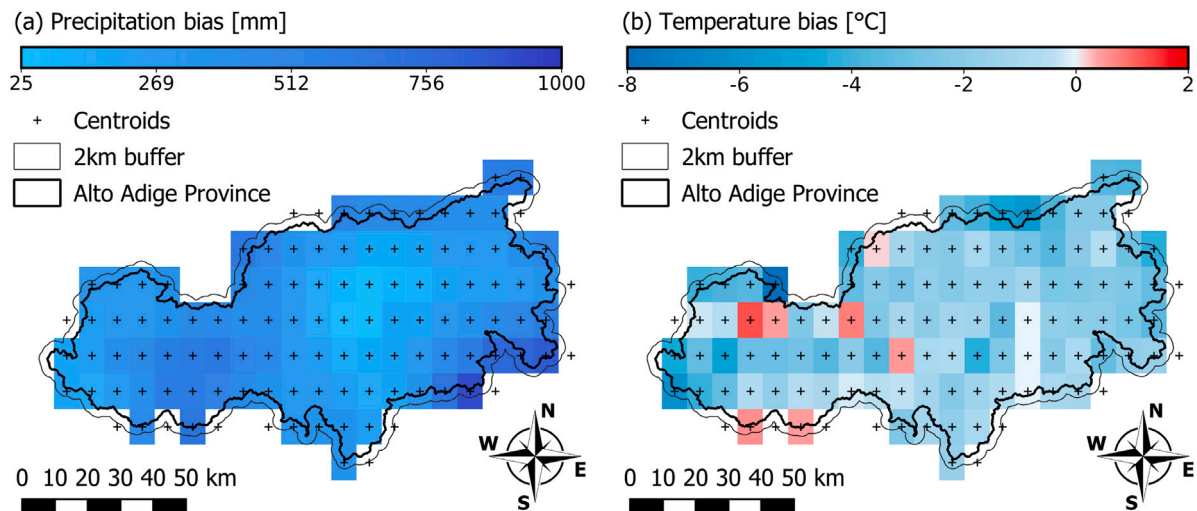 (a) Precipitation bias [mm]
25 269 512 756 1000
+ Centroids
2km buffer
Alto Adige Province
N
W E
S
0 10 20 30 40 50 km
(b) Temperature bias [°C]
-8 -6 -4 -2 0 2
+ Centroids
2km buffer
Alto Adige Province
N
W E
S
0 10 20 30 40 50 km